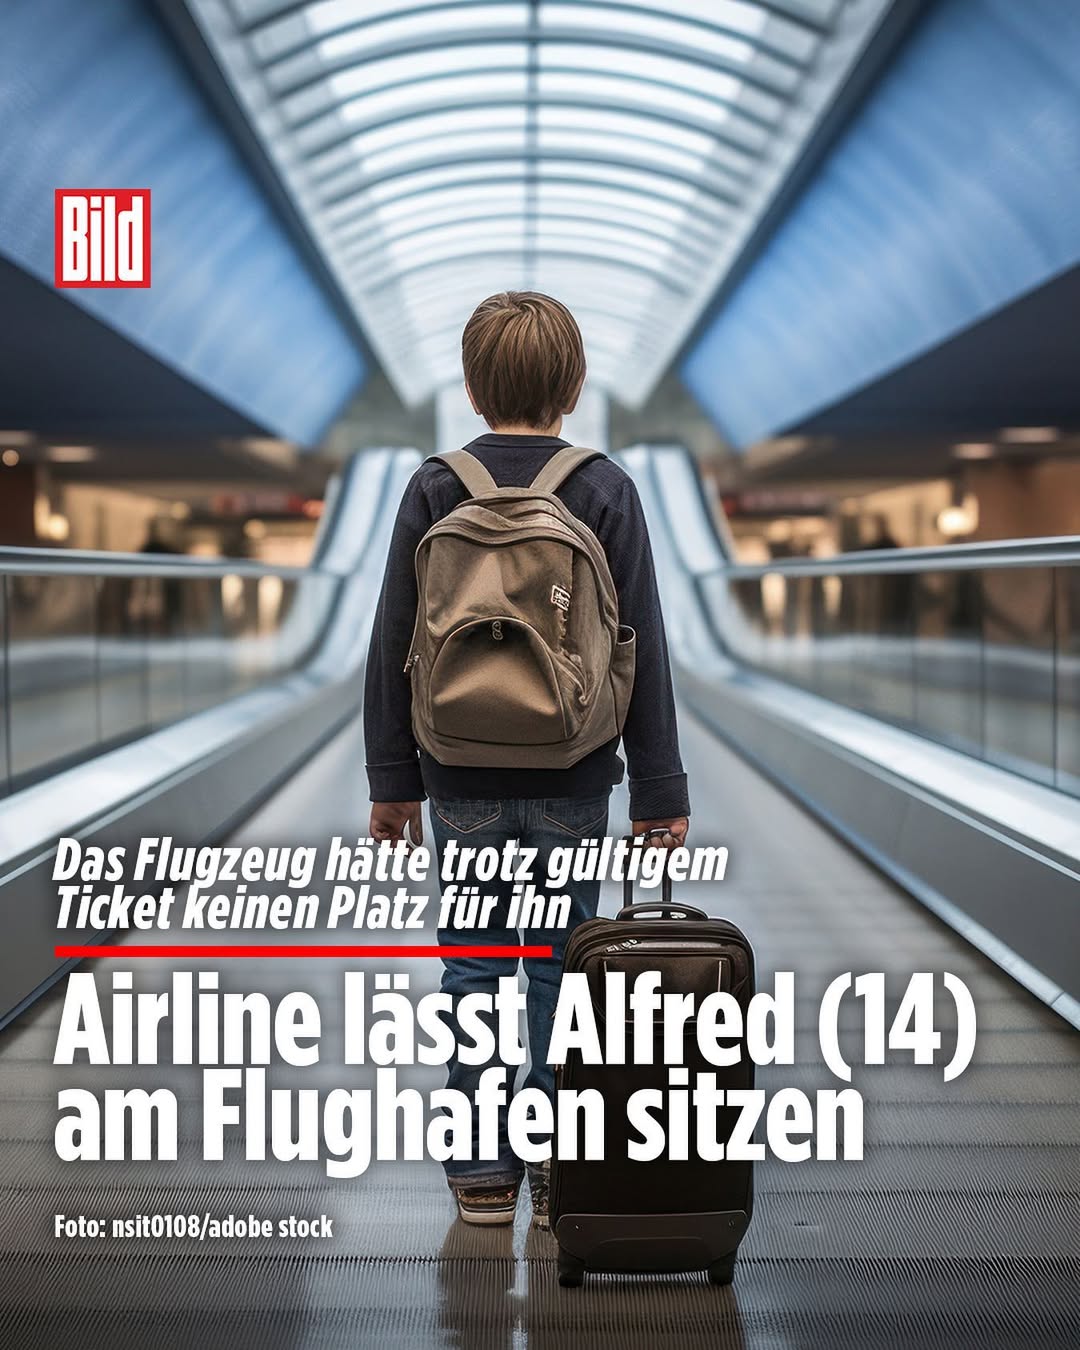 Bild
Das Flugzeug hätte trotz gültigem
Ticket keinen Platz für ihn
Airline lässt Alfred (14)
am Flughafen sitzen
Foto: nsit0108/adobe stock